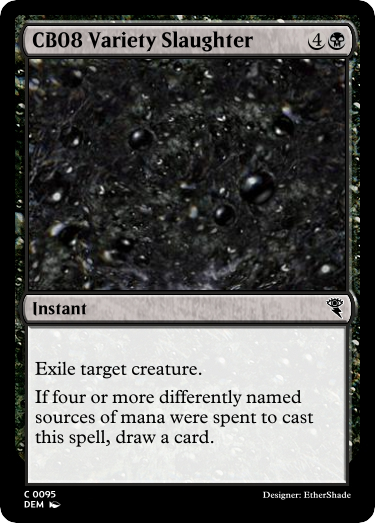 CB08 Variety Slaughter 4
Instant
Exile target creature.
If four or more differently named
sources of mana were spent to cast
this spell, draw a card.
C 0095
DEM
Designer: EtherShade